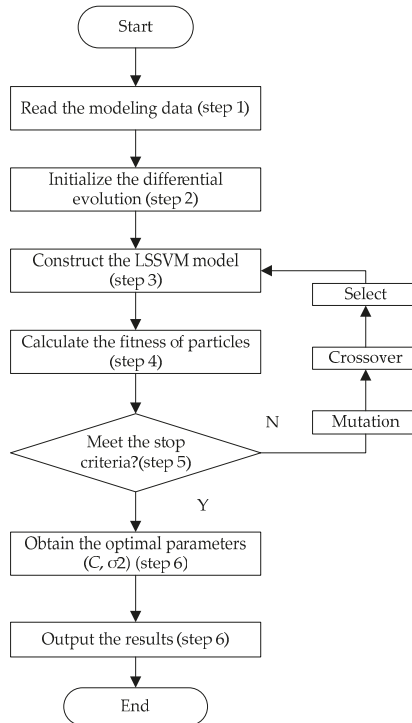 Start
Read the modeling data (step 1)
Initialize the differential
evolution (step 2)
Construct the LSSVM model
(step 3)
Select
Calculate the fitness of particles
(step 4)
Crossover
N
Mutation
Meet the stop
criteria?(step 5)
Y
Obtain the optimal parameters
(C, σ2) (step 6)
Output the results (step 6)
End